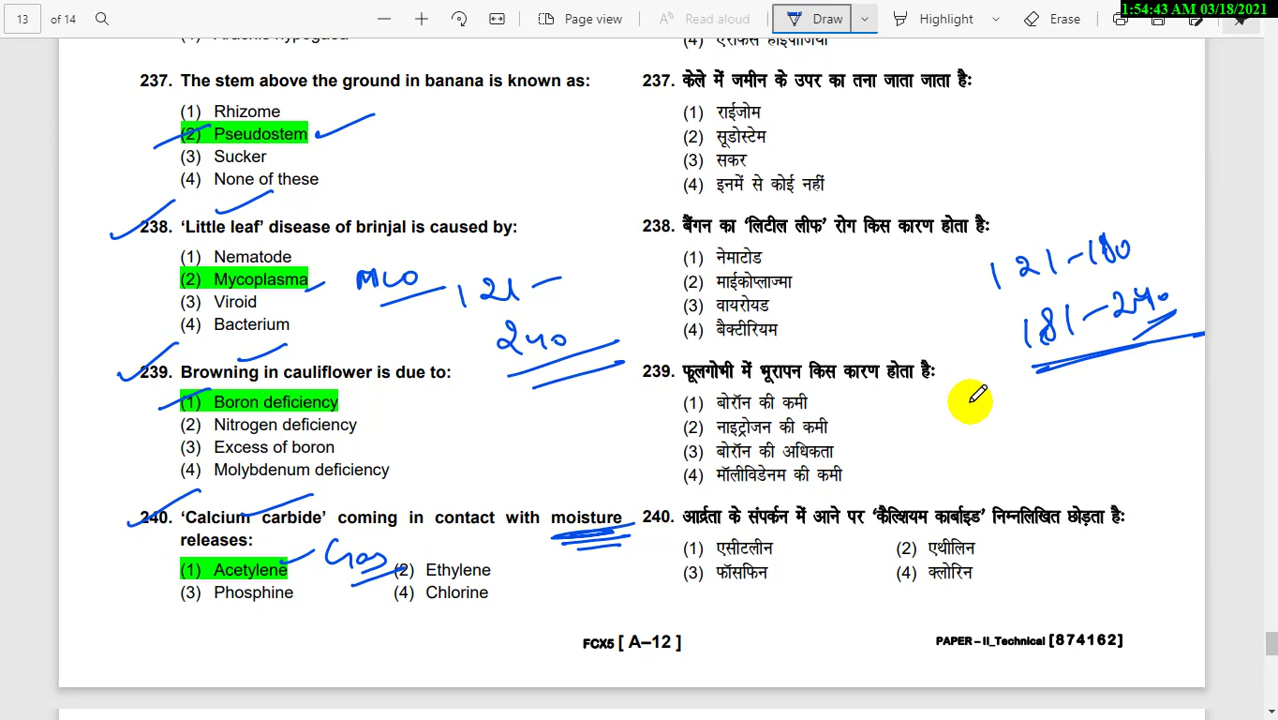 1:54:43 AM 03/18/2021
13 of 14
Page view
Read aloud
Draw
Highlight
Erase
237. The stem above the ground in banana is known as:
(1) Rhizome
(2) Pseudostem
(3) Sucker
(4) None of these
238. 'Little leaf' disease of brinjal is caused by:
(1) Nematode
(2) Mycoplasma
(3) Viroid
(4) Bacterium
MLO
121 -
240
239. Browning in cauliflower is due to:
(1) Boron deficiency
(2) Nitrogen deficiency
(3) Excess of boron
(4) Molybdenum deficiency
240. 'Calcium carbide' coming in contact with moisture
releases:
(1) Acetylene (2) Ethylene
Gas
(3) Phosphine (4) Chlorine
(4) एराकिस हाइपोजिया
237. केले में जमीन के उपर का तना जाता जाता है:
(1) राईजोम
(2) सूडोस्टेम
(3) सकर
(4) इनमें से कोई नहीं
238. बैंगन का 'लिटील लीफ' रोग किस कारण होता है:
(1) नेमाटोड
(2) माईकोप्लाज्मा
(3) वायरोयड
(4) बैक्टीरियम
121 - 180
181 - 240
239. फूलगोभी में भूरापन किस कारण होता है:
(1) बोरॉन की कमी
(2) नाइट्रोजन की कमी
(3) बोरॉन की अधिकता
(4) मॉलीविडेनम की कमी
240. आर्द्रता के संपर्कन में आने पर 'कैल्शियम कार्बाइड' निम्नलिखित छोड़ता है:
(1) एसीटलीन (2) एथीलिन
(3) फॉसफिन (4) क्लोरिन
FCX5 [ A–12 ]
PAPER – II_Technical [874162]